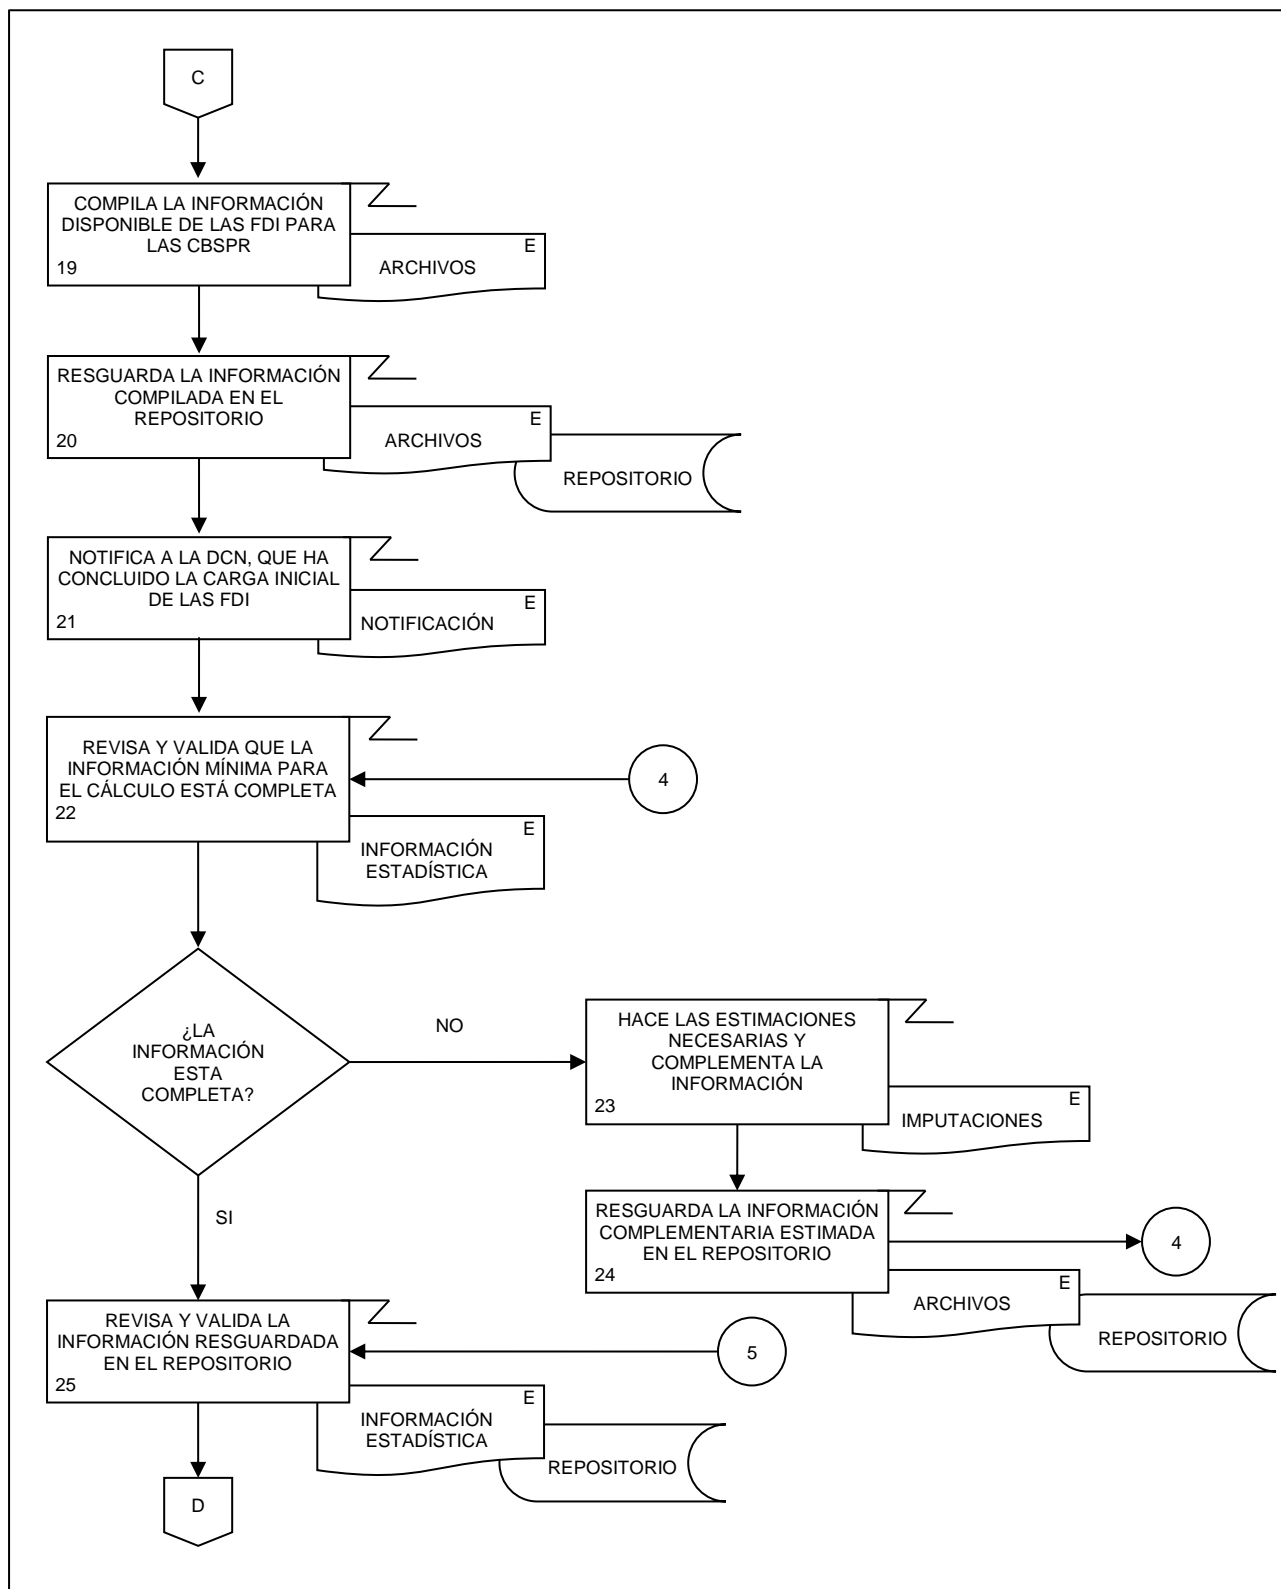 C
COMPILA LA INFORMACIÓN
DISPONIBLE DE LAS FDI PARA
LAS CBSPR
19
E
ARCHIVOS
RESGUARDA LA INFORMACIÓN
COMPILADA EN EL
REPOSITORIO
20
E
ARCHIVOS
REPOSITORIO
NOTIFICA A LA DCN, QUE HA
CONCLUIDO LA CARGA INICIAL
DE LAS FDI
21
E
NOTIFICACIÓN
REVISA Y VALIDA QUE LA
INFORMACIÓN MÍNIMA PARA
EL CÁLCULO ESTÁ COMPLETA
22
4
E
INFORMACIÓN
ESTADÍSTICA
¿LA
INFORMACIÓN
ESTA
COMPLETA?
NO
HACE LAS ESTIMACIONES
NECESARIAS Y
COMPLEMENTA LA
INFORMACIÓN
23
E
IMPUTACIONES
SI
RESGUARDA LA INFORMACIÓN
COMPLEMENTARIA ESTIMADA
EN EL REPOSITORIO
24
4
E
ARCHIVOS
REPOSITORIO
REVISA Y VALIDA LA
INFORMACIÓN RESGUARDADA
EN EL REPOSITORIO
25
5
E
INFORMACIÓN
ESTADÍSTICA
REPOSITORIO
D